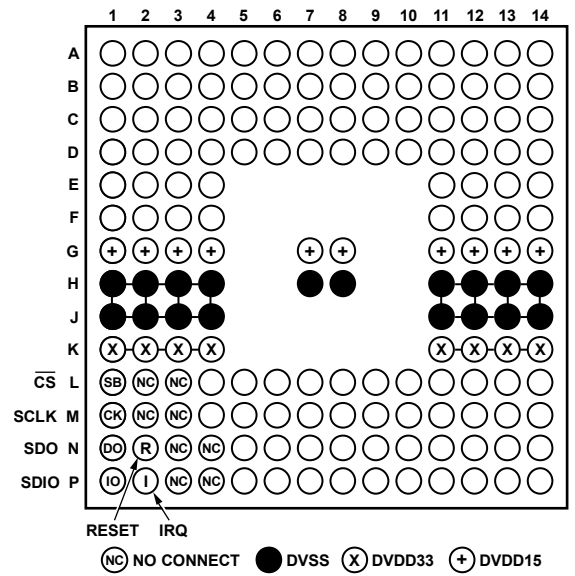 1 2 3 4 5 6 7 8 9 10 11 12 13 14
A
B
C
D
E
F
G + + + + + + + + + +
H
J
K X X X X X X X X
C̅S̅ L SB NC NC
SCLK M CK NC NC
SDO N DO R NC NC
SDIO P IO I NC NC
RESET IRQ
NC NO CONNECT DVSS X DVDD33 + DVDD15